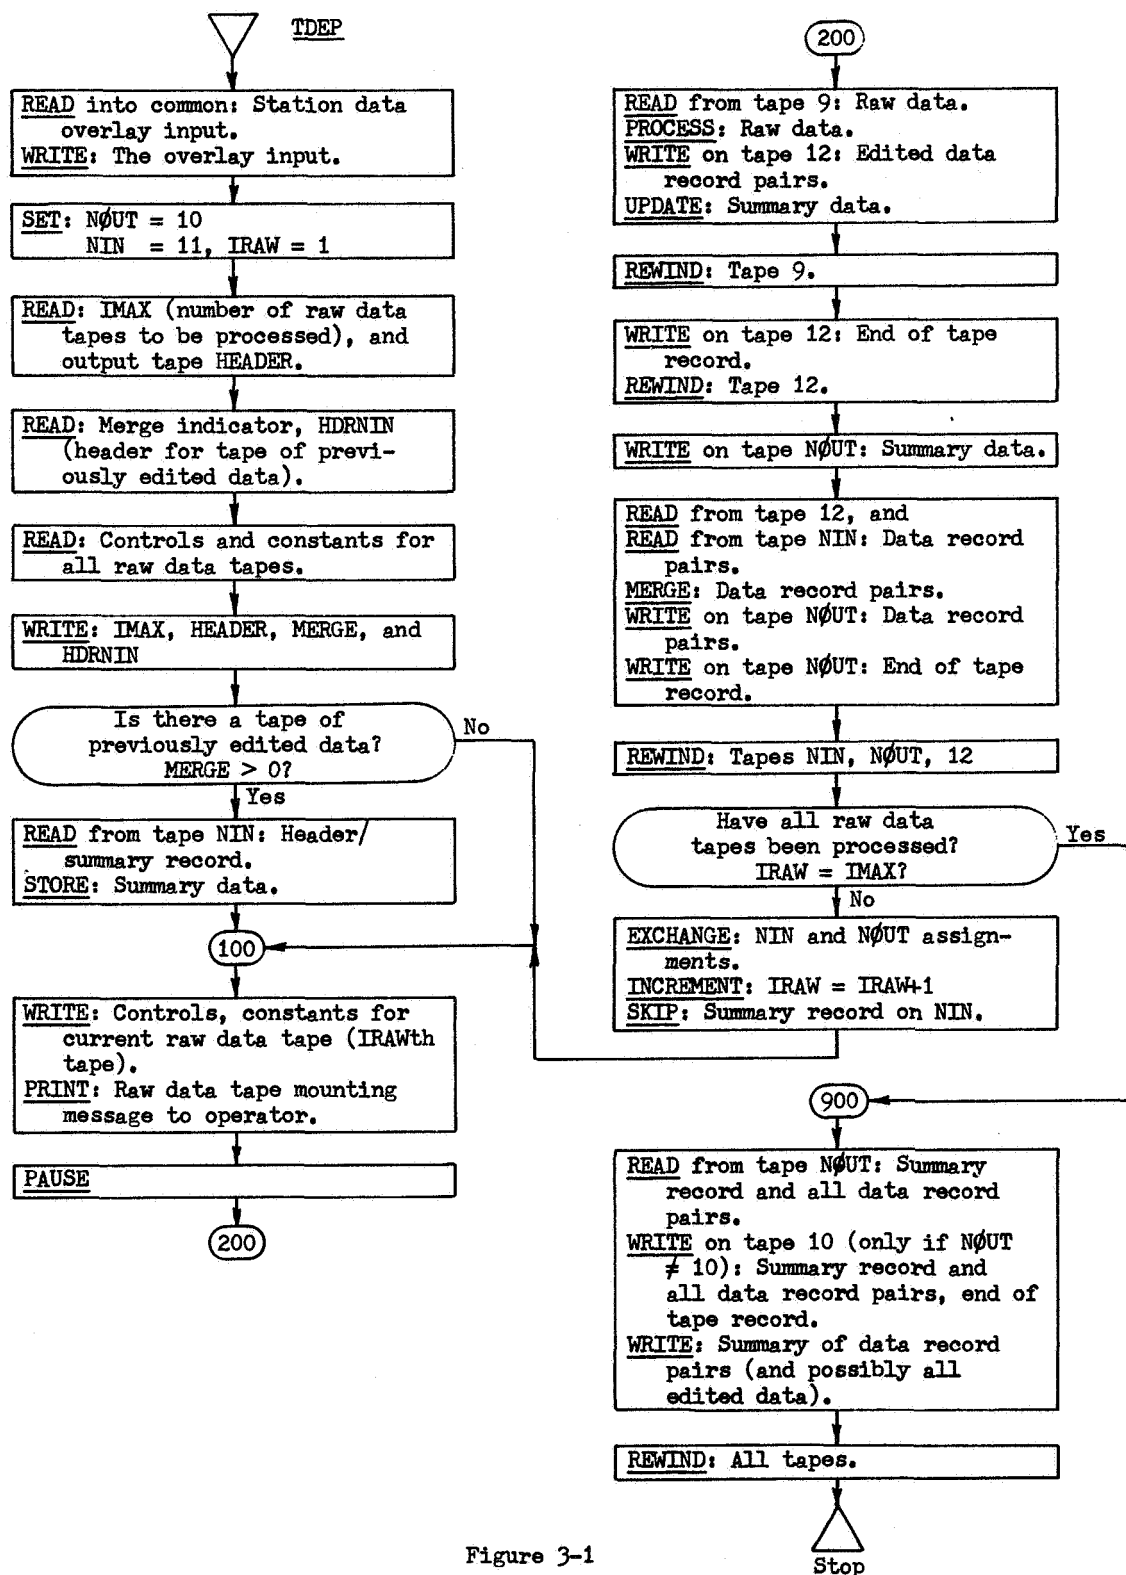 TDEP
READ into common: Station data
overlay input.
WRITE: The overlay input.
SET: NØUT = 10
NIN = 11, IRAW = 1
READ: IMAX (number of raw data
tapes to be processed), and
output tape HEADER.
READ: Merge indicator, HDRNIN
(header for tape of previ-
ously edited data).
READ: Controls and constants for
all raw data tapes.
WRITE: IMAX, HEADER, MERGE, and
HDRNIN
Is there a tape of
previously edited data?
MERGE > 0?
No
Yes
READ from tape NIN: Header/
summary record.
STORE: Summary data.
100
WRITE: Controls, constants for
current raw data tape (IRAWth
tape).
PRINT: Raw data tape mounting
message to operator.
PAUSE
200
200
READ from tape 9: Raw data.
PROCESS: Raw data.
WRITE on tape 12: Edited data
record pairs.
UPDATE: Summary data.
REWIND: Tape 9.
WRITE on tape 12: End of tape
record.
REWIND: Tape 12.
WRITE on tape NØUT: Summary data.
READ from tape 12, and
READ from tape NIN: Data record
pairs.
MERGE: Data record pairs.
WRITE on tape NØUT: Data record
pairs.
WRITE on tape NØUT: End of tape
record.
REWIND: Tapes NIN, NØUT, 12
Have all raw data
tapes been processed?
IRAW = IMAX?
Yes
No
EXCHANGE: NIN and NØUT assign-
ments.
INCREMENT: IRAW = IRAW+1
SKIP: Summary record on NIN.
900
READ from tape NØUT: Summary
record and all data record
pairs.
WRITE on tape 10 (only if NØUT
≠ 10): Summary record and
all data record pairs, end of
tape record.
WRITE: Summary of data record
pairs (and possibly all
edited data).
REWIND: All tapes.
Stop
Figure 3-1